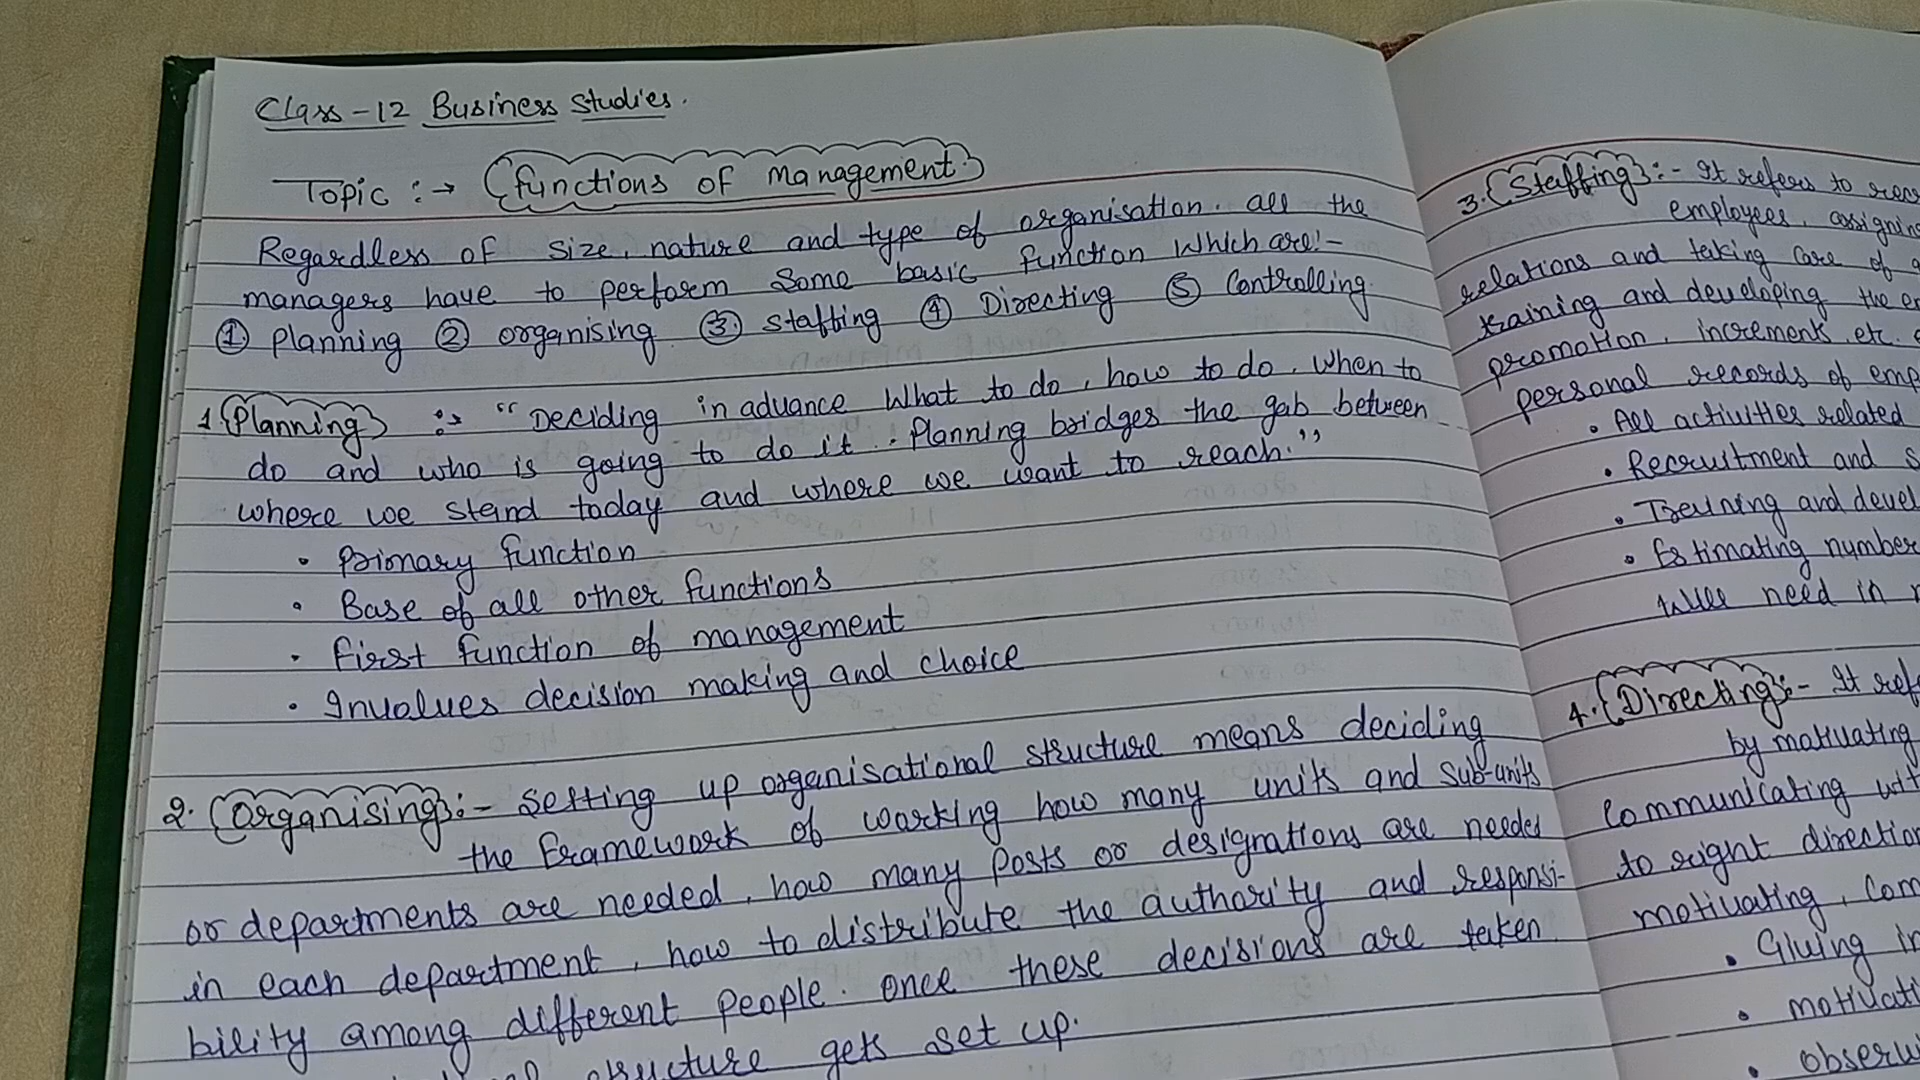 Class-12 Business Studies.
Topic :→ Functions of management
Regardless of size, nature and type of organisation. all the
managers have to perform some basic function which are:-
① Planning ② organising ③ staffing ④ Directing ⑤ Controlling
1 Planning :→ "Deciding in advance what to do, how to do, when to
do and who is going to do it. Planning bridges the gab between
where we stand today and where we want to reach."
• Primary function
• Base of all other functions
• First function of management
• Invalues decision making and choice
2. Organising :- Setting up organisational structure means deciding
the framework of working how many units and sub-units
or departments are needed, how many posts or designations are needed
in each department, how to distribute the authority and responsi-
bility among different people. once these decisions are taken
structure gets set up.
3. Staffing :- It refers to
employees,
relations and taking care of
training and developing the
promotion, increments, etc.
personal records of
• All activities related
• Recruitment and
• Training and
• Estimating number
will need in
4. Directing :- It
by motivating
Communicating
to right
motivating,
• Giving
•
•